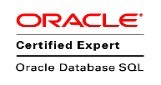 ORACLE
Certified Expert
Oracle Database SQL